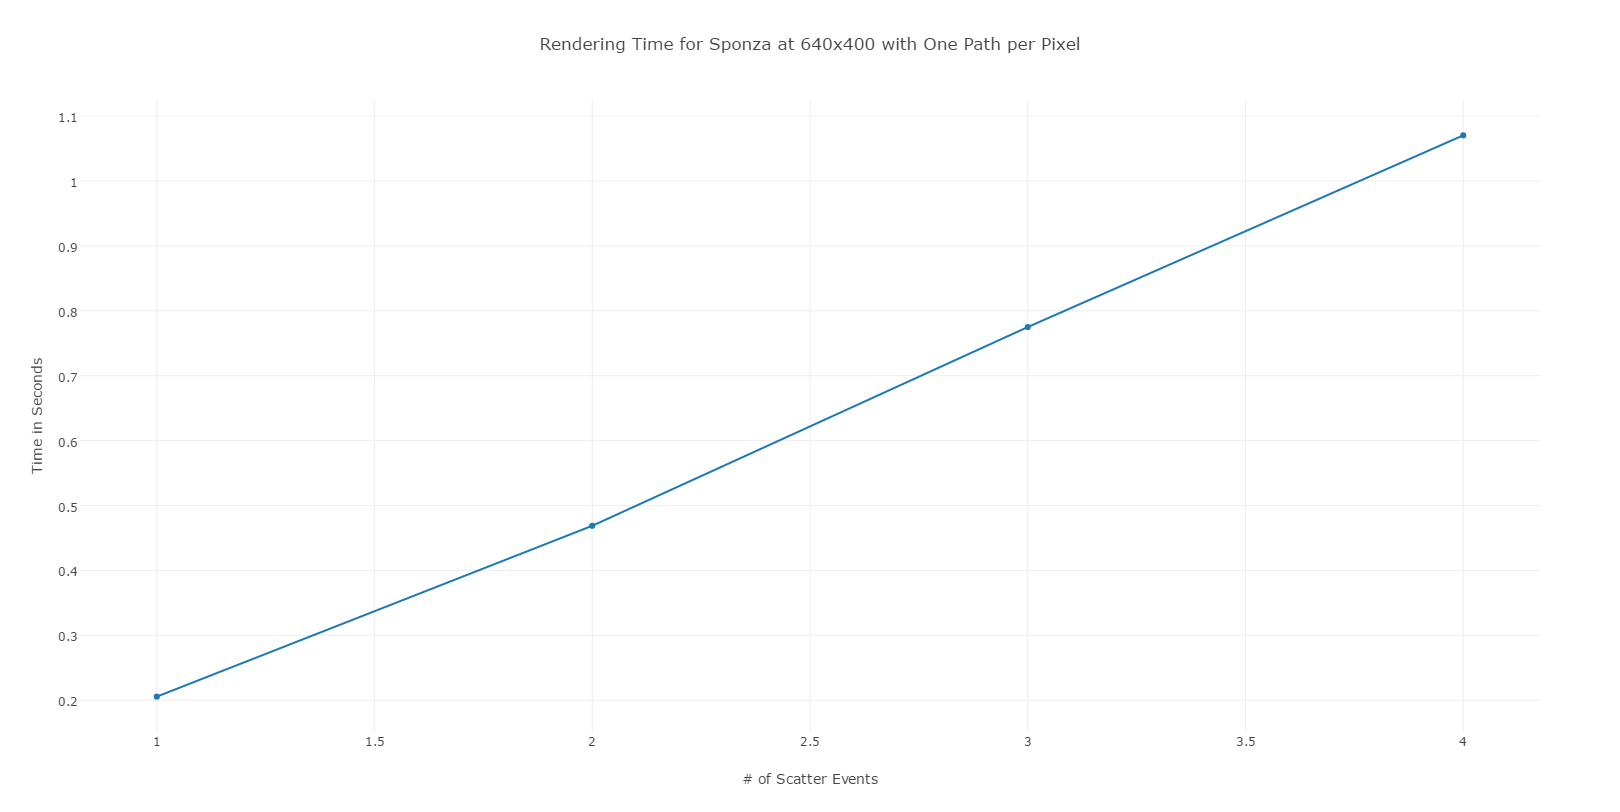 Rendering Time for Sponza at 640x400 with One Path per Pixel
Time in Seconds
1.1
1
0.9
0.8
0.7
0.6
0.5
0.4
0.3
0.2
1 1.5 2 2.5 3 3.5 4
# of Scatter Events